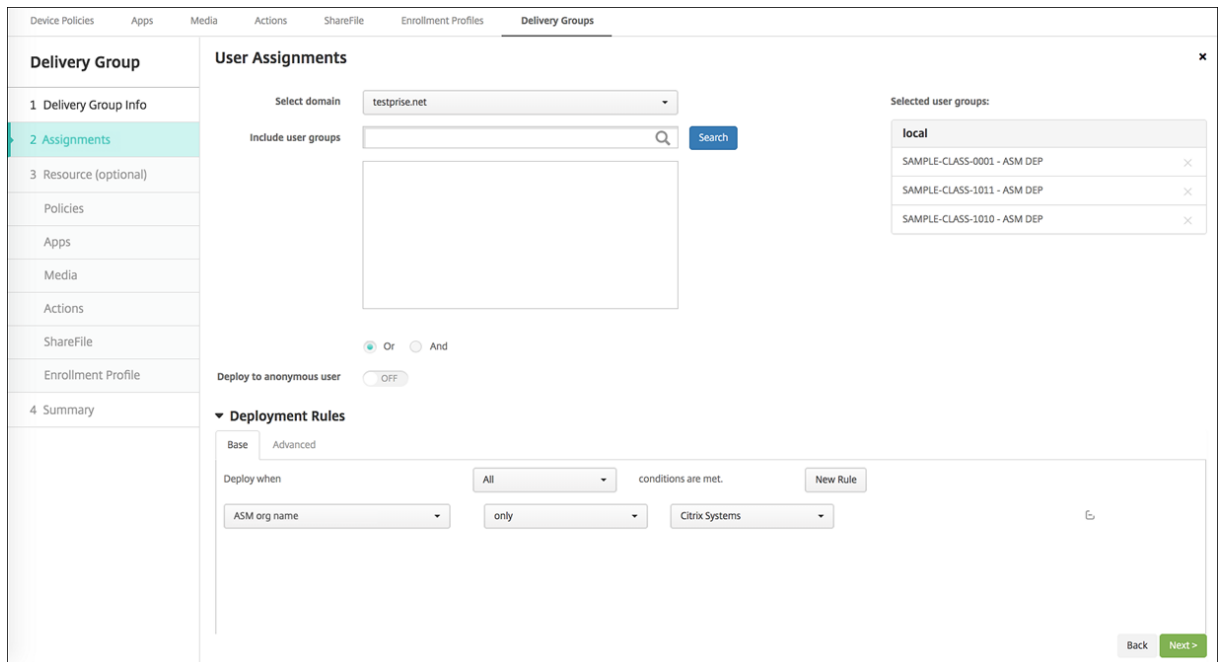 Device Policies Apps Media Actions ShareFile Enrollment Profiles Delivery Groups
Delivery Group
1 Delivery Group Info
2 Assignments
3 Resource (optional)
Policies
Apps
Media
Actions
ShareFile
Enrollment Profile
4 Summary
User Assignments
Select domain testprise.net
Include user groups Search
Or And
Deploy to anonymous user OFF
Selected user groups:
local
SAMPLE-CLASS-0001 - ASM DEP
SAMPLE-CLASS-1011 - ASM DEP
SAMPLE-CLASS-1010 - ASM DEP
Deployment Rules
Base Advanced
Deploy when All conditions are met. New Rule
ASM org name only Citrix Systems
Back Next >